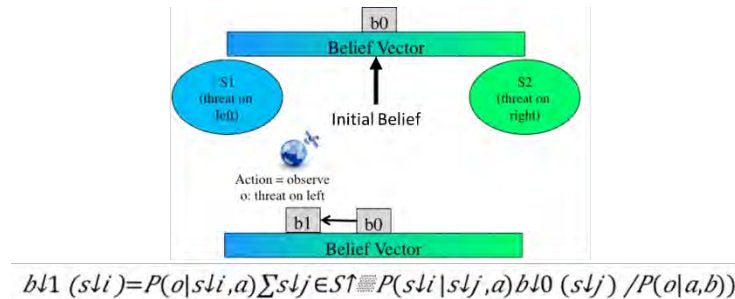 b0
Belief Vector
S1
(threat on
left)
S2
(threat on
right)
Initial Belief
Action = observe
o: threat on left
b1
b0
Belief Vector
b↓1 (s↓i)=P(o|s↓i,a)∑s↓j∈S↑▒P(s↓i|s↓j,a)b↓0 (s↓j) /P(o|a,b))